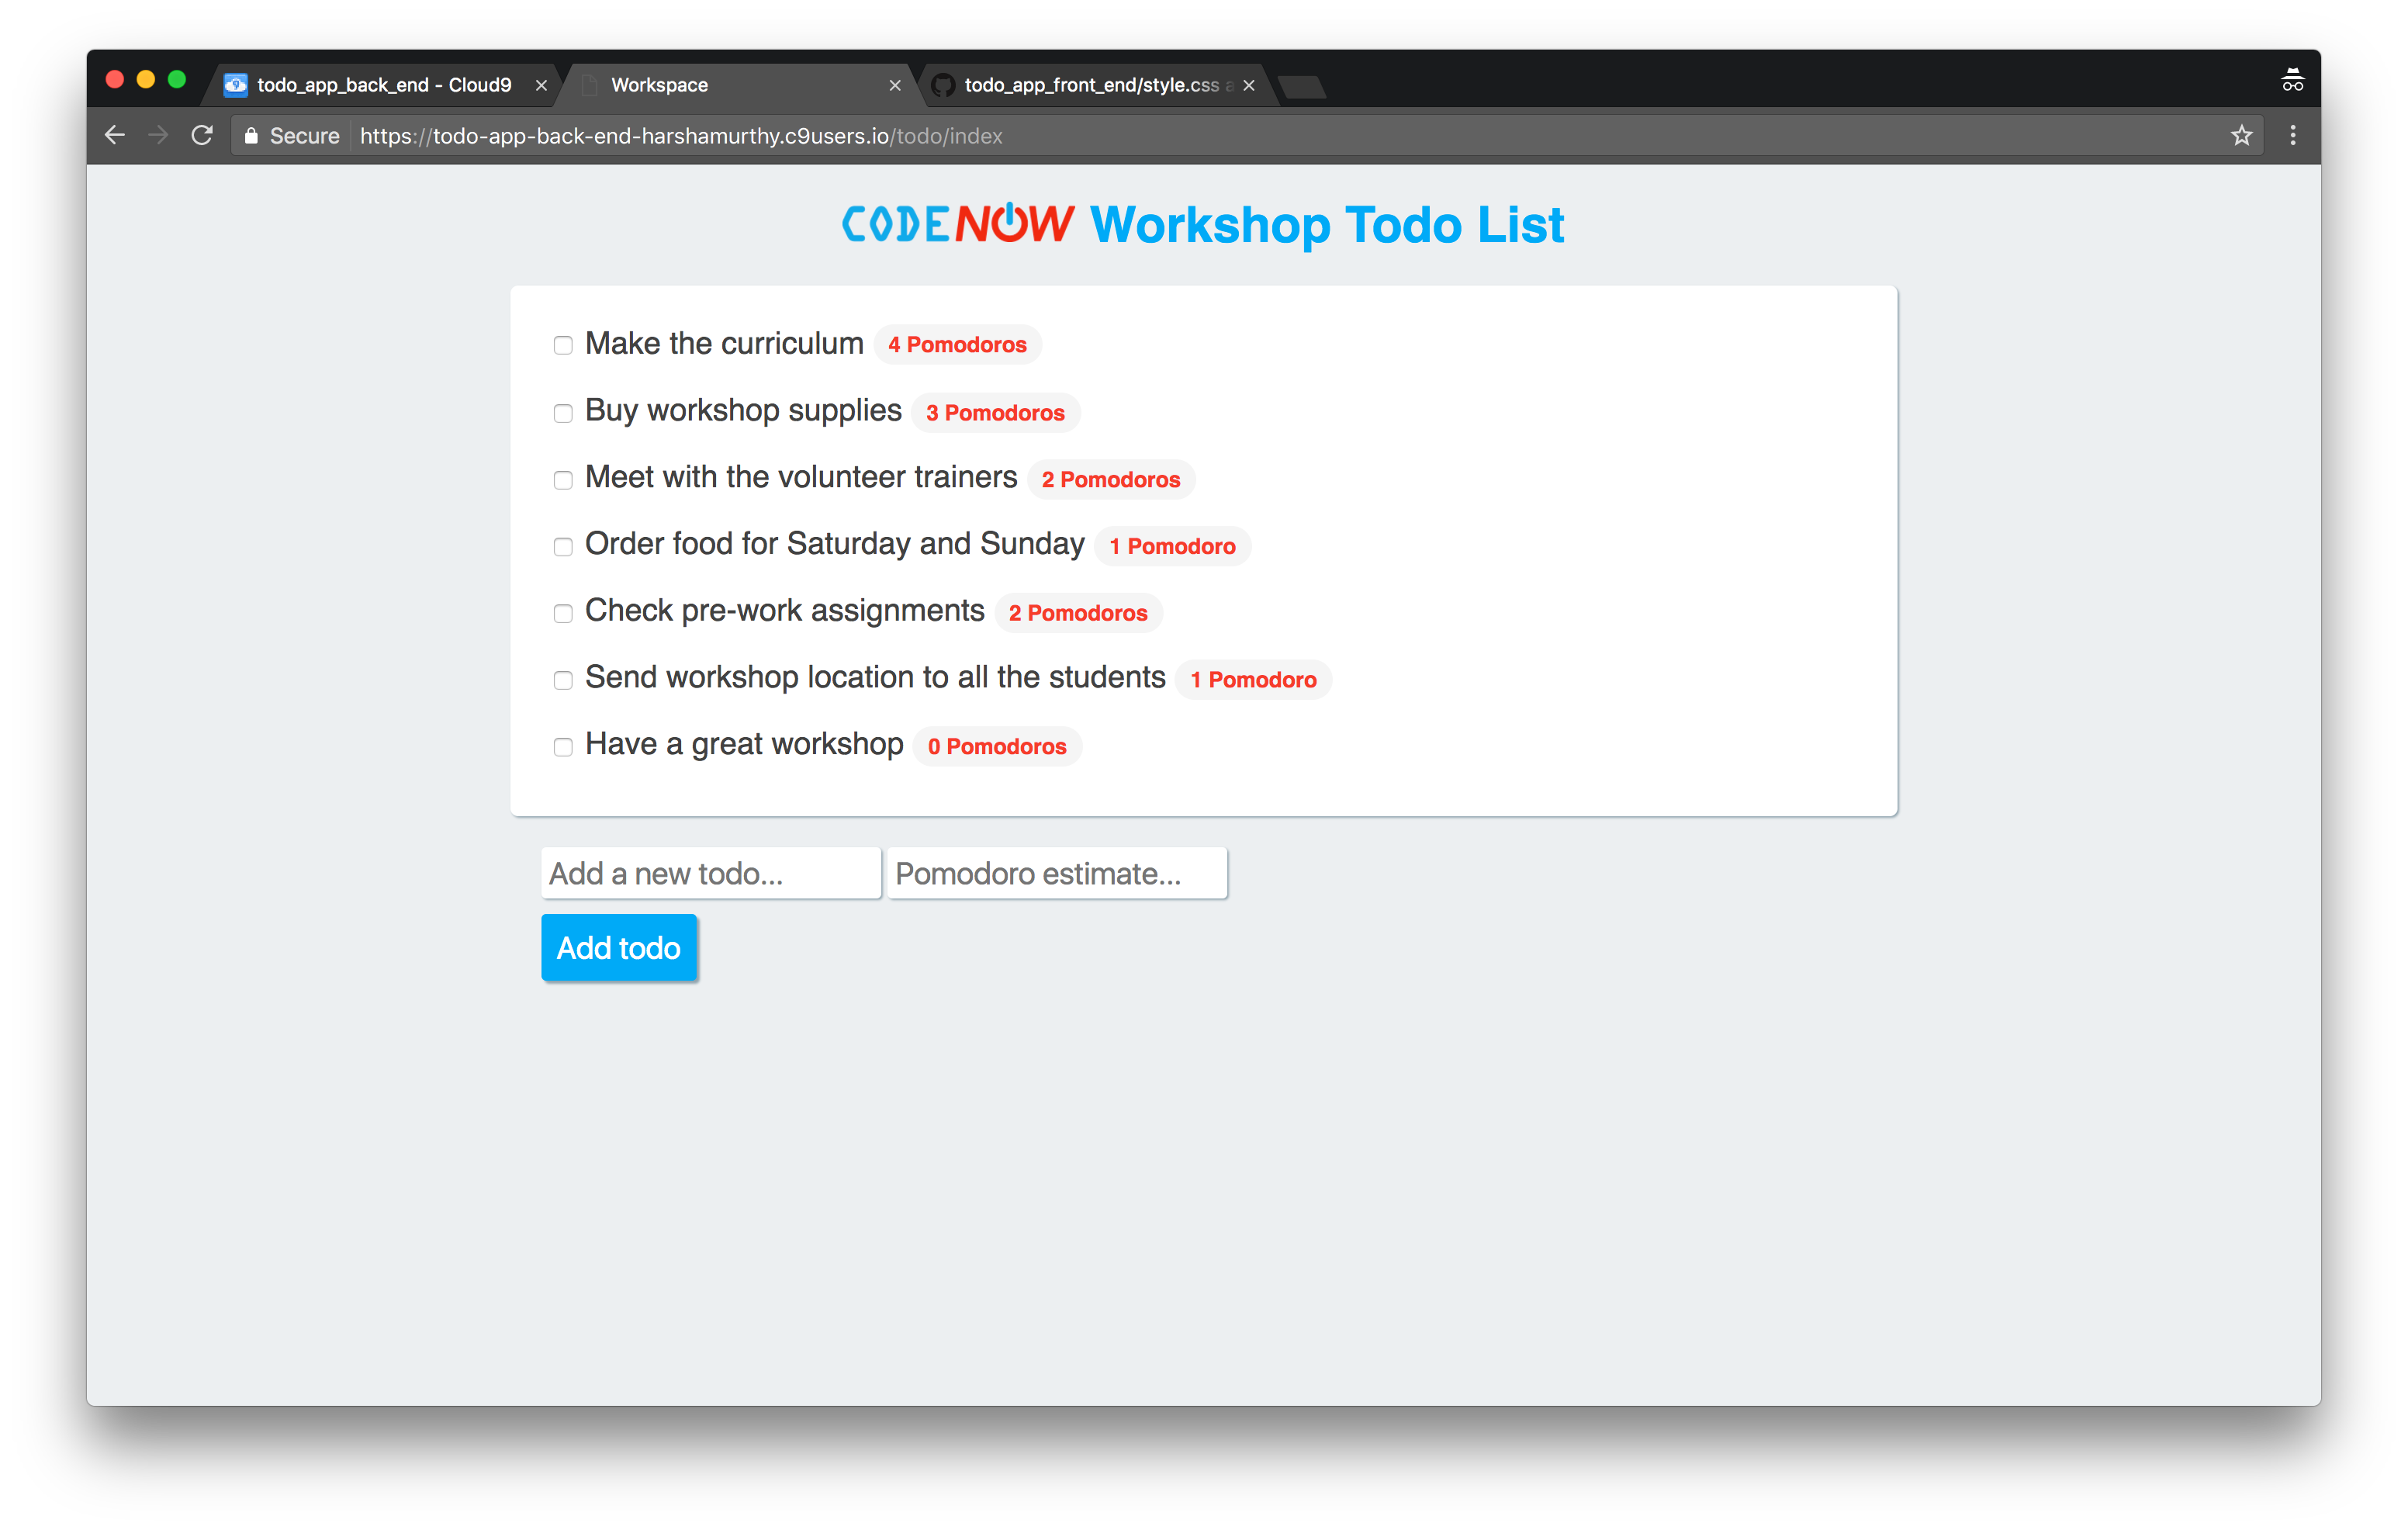 todo_app_back_end - Cloud9
Workspace
todo_app_front_end/style.css a
Secure https://todo-app-back-end-harshamurthy.c9users.io/todo/index
CODENOW Workshop Todo List
Make the curriculum 4 Pomodoros
Buy workshop supplies 3 Pomodoros
Meet with the volunteer trainers 2 Pomodoros
Order food for Saturday and Sunday 1 Pomodoro
Check pre-work assignments 2 Pomodoros
Send workshop location to all the students 1 Pomodoro
Have a great workshop 0 Pomodoros
Add a new todo... Pomodoro estimate...
Add todo